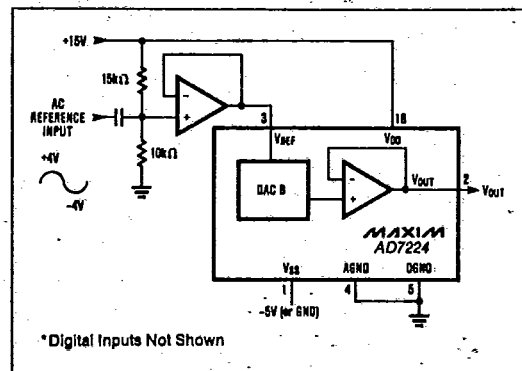 +15V
15kΩ
AC
REFERENCE
INPUT
10kΩ
+4V
-4V
-
+
3
18
VREF
VDD
DAC B
-
+
VOUT
2
VOUT
MAXIM
AD7224
VSS
AGND
DGND
1
4
5
-5V (or GND)
*Digital Inputs Not Shown